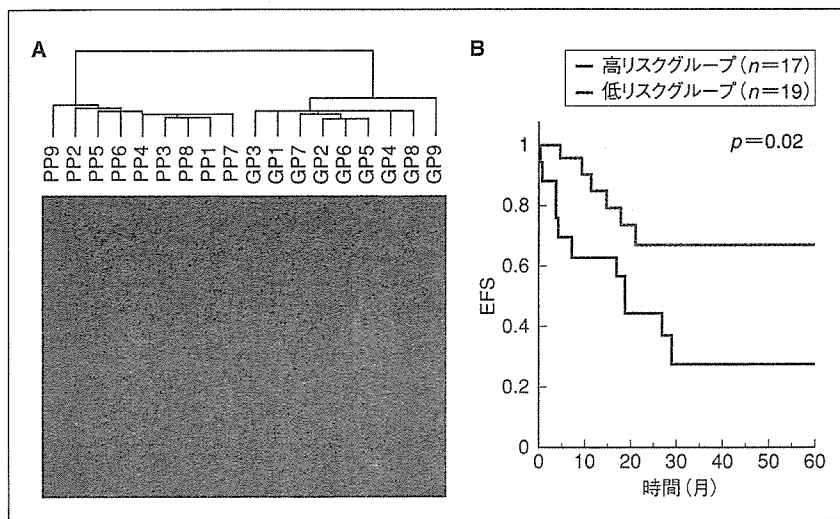 A
PP9 PP2 PP5 PP6 PP4 PP3 PP8 PP1 PP7 GP3 GP1 GP7 GP2 GP6 GP5 GP4 GP8 GP9
B
高リスクグループ(n=17)
低リスクグループ(n=19)
p=0.02
EFS
1
0.8
0.6
0.4
0.2
0
0 10 20 30 40 50 60
時間(月)